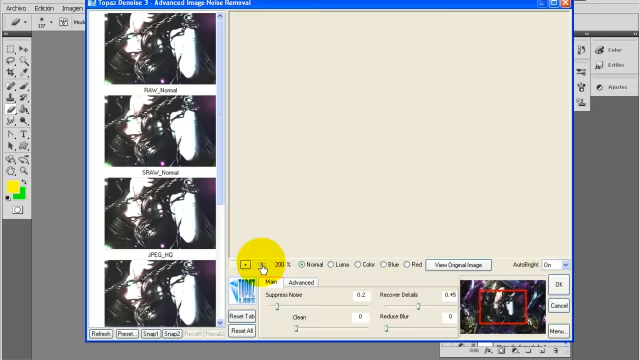 Topaz Denoise 3 - Advanced Image Noise Removal
Archivo Edición Imagen
137 Mod
RAW_Normal
SRAW_Normal
JPEG_HQ
200 % Normal Luma Color Blue Red View Original Image AutoBright On
Main Advanced
Suppress Noise 0.2 Recover Details 0.45
Clean 0 Reduce Blur 0
Reset Tab
Reset All
Refresh Preset... Snap1 Snap2
OK
Cancel
Menu...
Color
Estilos
Ajustes